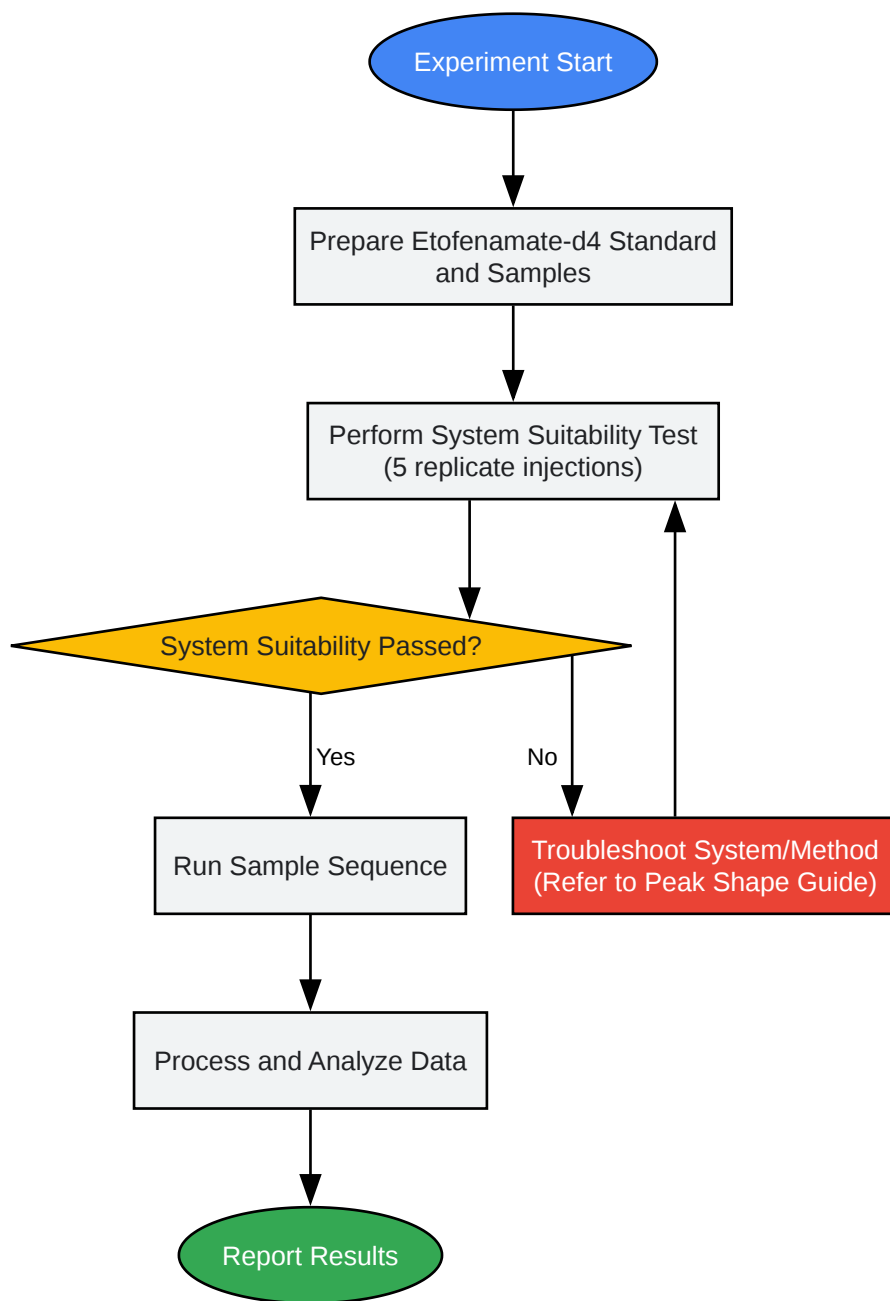 Experiment Start
Prepare Etofenamate-d4 Standard
and Samples
Perform System Suitability Test
(5 replicate injections)
System Suitability Passed?
Yes
No
Run Sample Sequence
Troubleshoot System/Method
(Refer to Peak Shape Guide)
Process and Analyze Data
Report Results